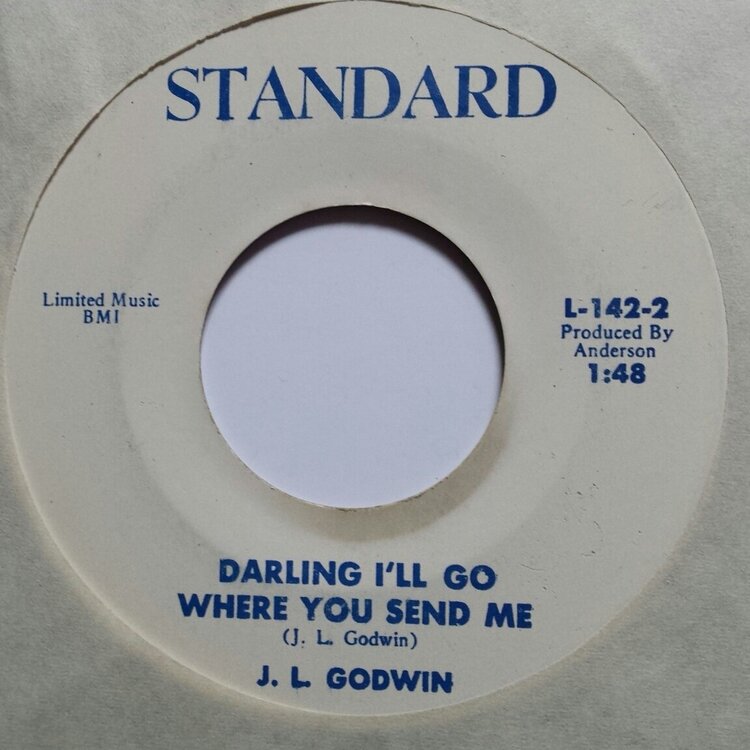 STANDARD
Limited Music
BMI
L-142-2
Produced By
Anderson
1:48
DARLING I'LL GO
WHERE YOU SEND ME
(J. L. Godwin)
J. L. GODWIN